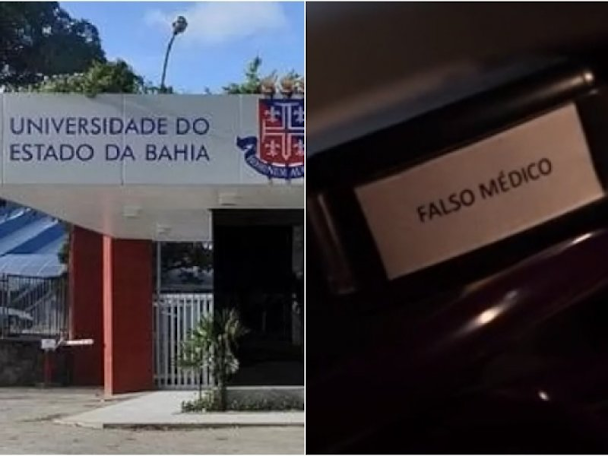 UNIVERSIDADE DO
ESTADO DA BAHIA
FALSO MÉDICO